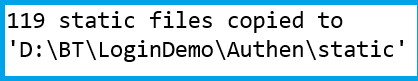 119 static files copied to
'D:\BT\LoginDemo\Authen\static'